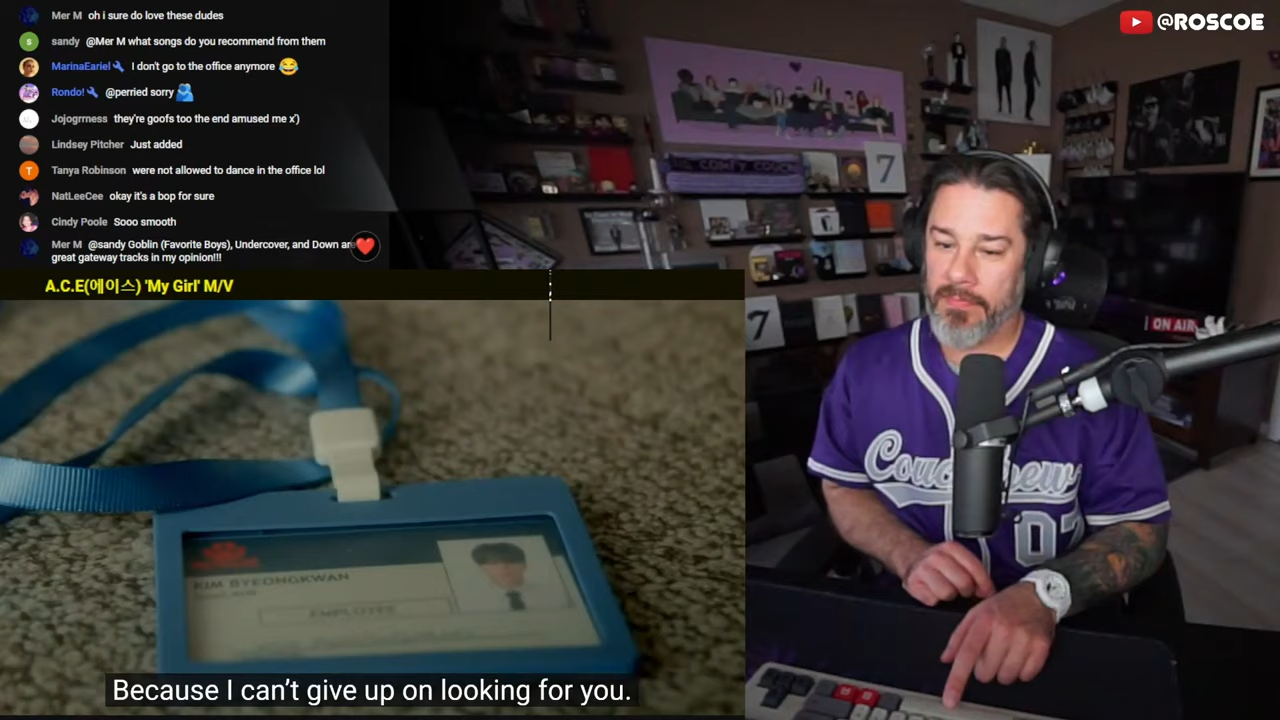 Mer M oh i sure do love these dudes
@ROSCOE
S sandy @Mer M what songs do you recommend from them
MarinaEariel I don't go to the office anymore 😂
Rondo! @perried sorry 🫂
Jojogrness they're goofs too the end amused me x')
Lindsey Pitcher Just added
T Tanya Robinson were not allowed to dance in the office lol
NatLeeCee okay it's a bop for sure
Cindy Poole Sooo smooth
Mer M @sandy Goblin (Favorite Boys), Undercover, and Down are
great gateway tracks in my opinion!!!
A.C.E(에이스) 'My Girl' M/V
7
7
ON AIR
07
KIM BYEONGKWAN
EMPLOYEE
Because I can't give up on looking for you.